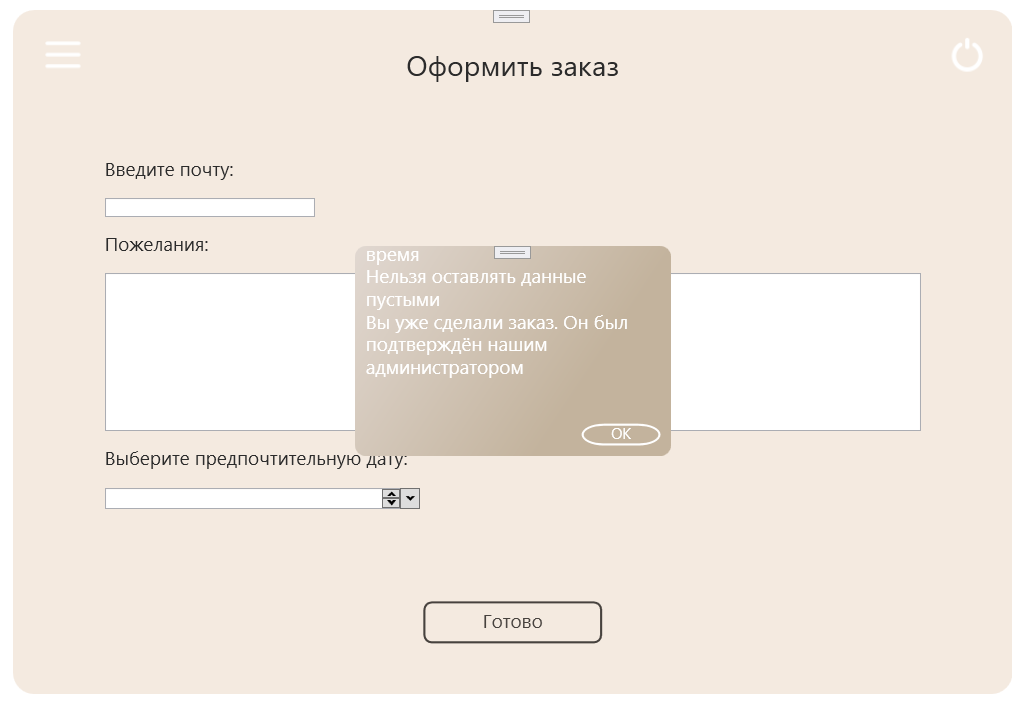 Оформить заказ
Введите почту:
Пожелания:
время
Нельзя оставлять данные
пустыми
Вы уже сделали заказ. Он был
подтверждён нашим
администратором
ОК
Выберите предпочтительную дату:
Готово